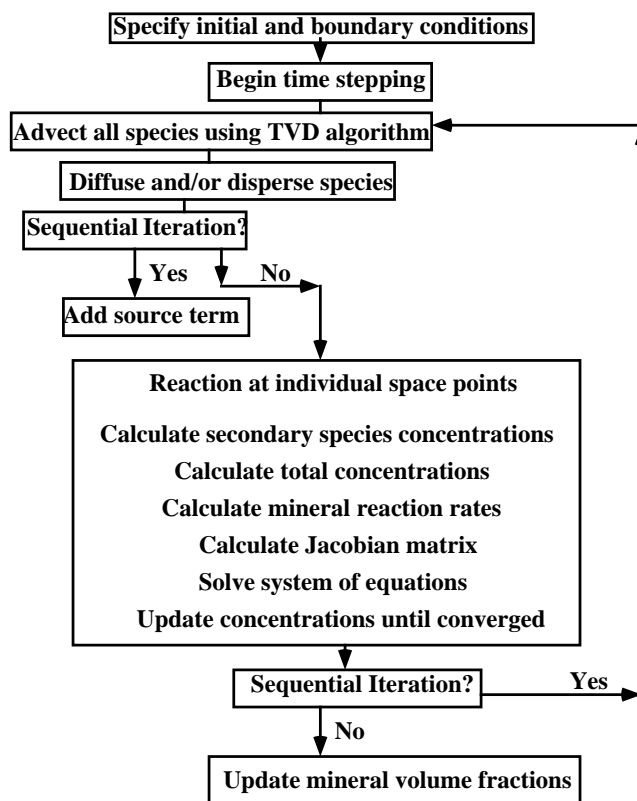 Specify initial and boundary conditions
Begin time stepping
Advect all species using TVD algorithm
Diffuse and/or disperse species
Sequential Iteration?
Yes
No
Add source term
Reaction at individual space points
Calculate secondary species concentrations
Calculate total concentrations
Calculate mineral reaction rates
Calculate Jacobian matrix
Solve system of equations
Update concentrations until converged
Sequential Iteration?
Yes
No
Update mineral volume fractions